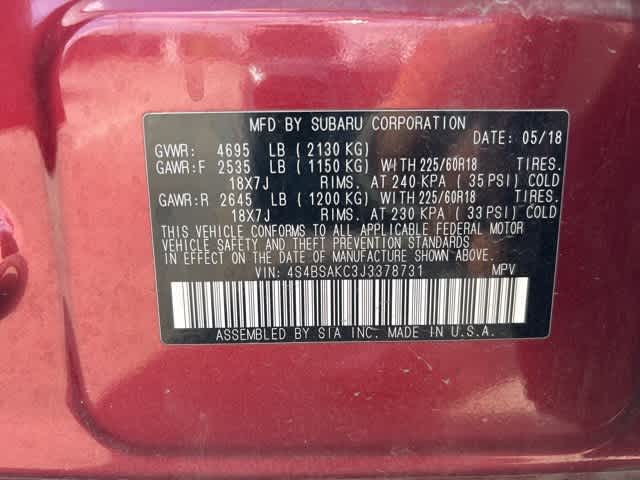 MFD BY SUBARU CORPORATION
DATE: 05/18
GVWR: 4695 LB (2130 KG)
GAWR:F 2535 LB (1150 KG) WITH 225/60R18 TIRES.
18X7J RIMS. AT 240 KPA (35 PSI) COLD
GAWR:R 2645 LB (1200 KG) WITH 225/60R18 TIRES.
18X7J RIMS. AT 230 KPA (33 PSI) COLD
THIS VEHICLE CONFORMS TO ALL APPLICABLE FEDERAL MOTOR
VEHICLE SAFETY AND THEFT PREVENTION STANDARDS
IN EFFECT ON THE DATE OF MANUFACTURE SHOWN ABOVE.
VIN: 4S4BSAKC3J3378731 MPV
ASSEMBLED BY SIA INC. MADE IN U.S.A.